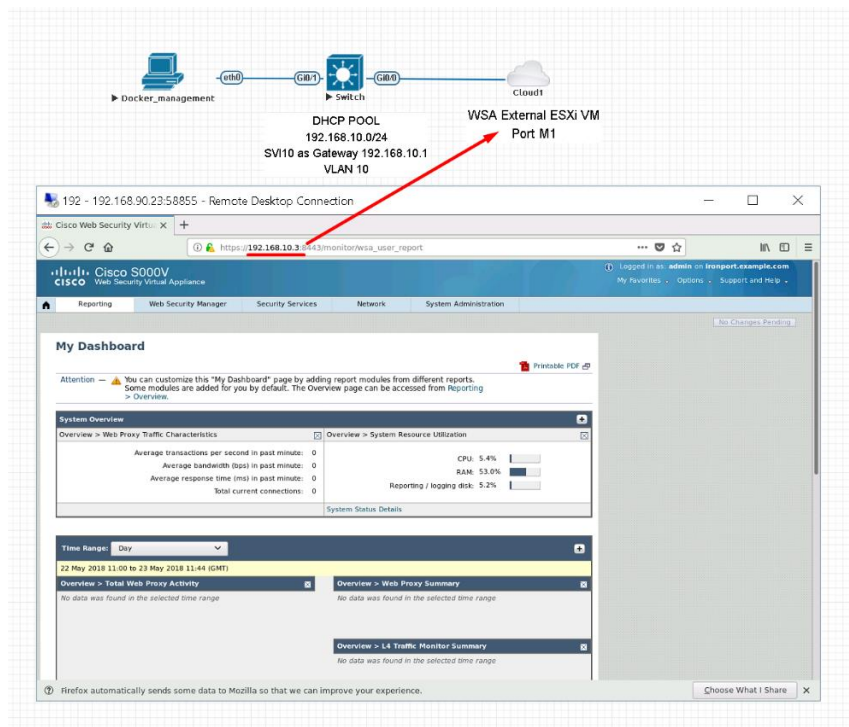 eth0
Gi0/1
Gi0/0
Docker_management
Switch
Cloud1
DHCP POOL
192.168.10.0/24
SVI10 as Gateway 192.168.10.1
VLAN 10
WSA External ESXi VM
Port M1
192 - 192.168.90.23:58855 - Remote Desktop Connection
Cisco Web Security Virtu
https://192.168.10.3:8443/monitor/wsa_user_report
Cisco S000V
Web Security Virtual Appliance
CISCO
Logged in as: admin on ironport.example.com
My Favorites Options Support and Help
Reporting Web Security Manager Security Services Network System Administration
No Changes Pending
My Dashboard
Printable PDF
Attention — You can customize this "My Dashboard" page by adding report modules from different reports.
Some modules are added for you by default. The Overview page can be accessed from Reporting
> Overview.
System Overview
Overview > Web Proxy Traffic Characteristics
Average transactions per second in past minute: 0
Average bandwidth (bps) in past minute: 0
Average response time (ms) in past minute: 0
Total current connections: 0
Overview > System Resource Utilization
CPU: 5.4%
RAM: 53.0%
Reporting / logging disk: 5.2%
System Status Details
Time Range: Day
22 May 2018 11:00 to 23 May 2018 11:44 (GMT)
Overview > Total Web Proxy Activity
No data was found in the selected time range
Overview > Web Proxy Summary
No data was found in the selected time range
Overview > L4 Traffic Monitor Summary
No data was found in the selected time range
Firefox automatically sends some data to Mozilla so that we can improve your experience.
Choose What I Share